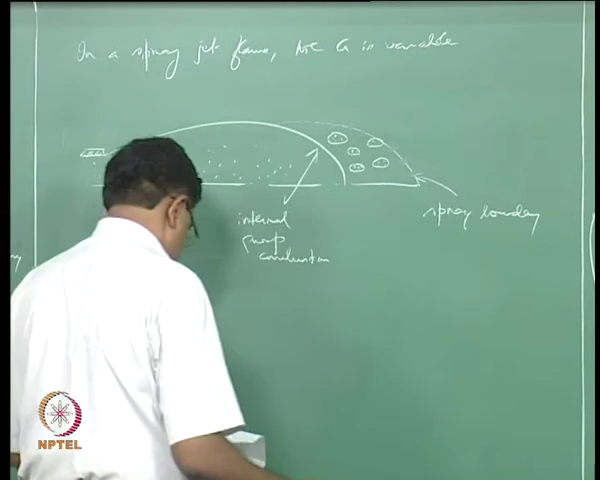 In a spray jet flame, the G is variable
internal
group
combustion
spray boundary
NPTEL